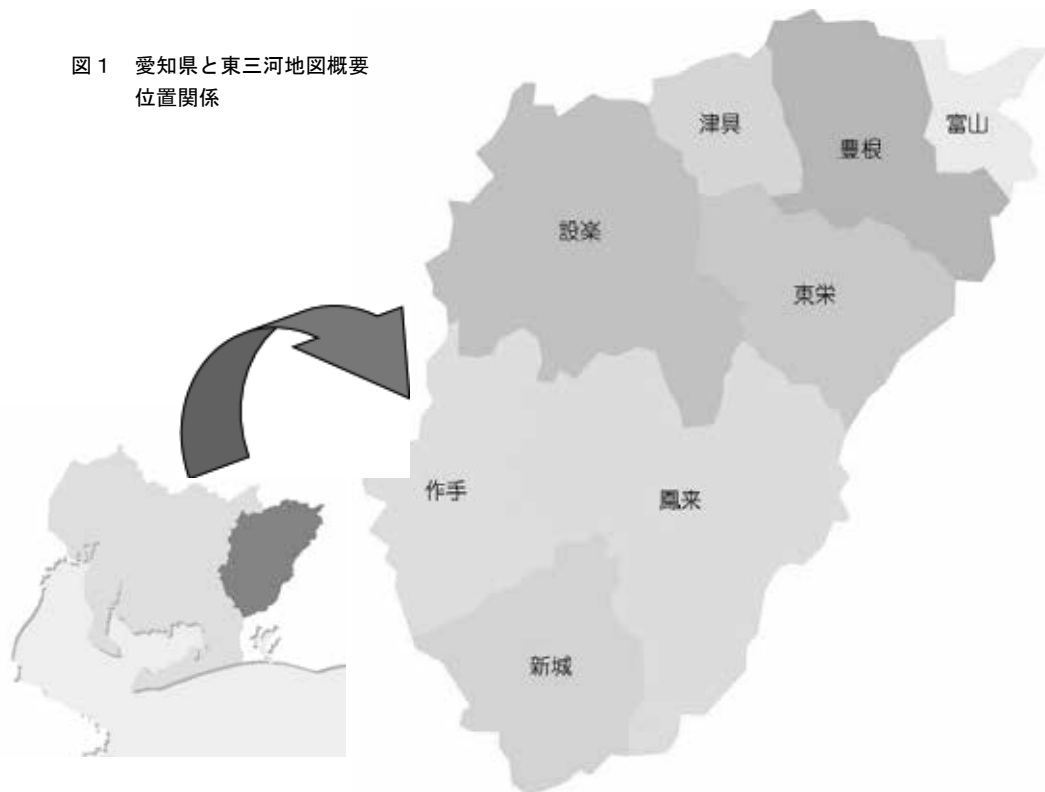 図１ 愛知県と東三河地図概要
位置関係
津具
富山
豊根
設楽
東栄
作手
鳳来
新城